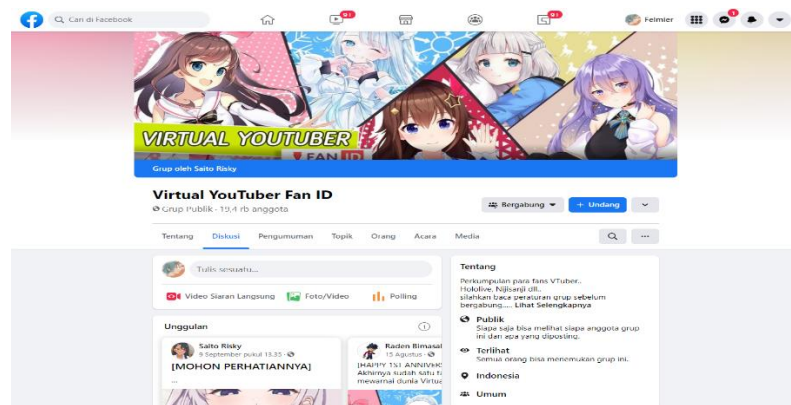 Cari di Facebook
91
91
Felmier
1
VIRTUAL YOUTUBER
FAN ID
Grup oleh Saito Risky
Virtual YouTuber Fan ID
Grup Publik · 19,4 rb anggota
Bergabung
+ Undang
Tentang Diskusi Pengumuman Topik Orang Acara Media
Tulis sesuatu...
Video Siaran Langsung Foto/Video Polling
Unggulan
Saito Risky
9 September pukul 13.35
[MOHON PERHATIANNYA]
...
Raden Bimasa
15 Agustus
[HAPPY 1ST ANNIVER
Akhirnya sudah satu ta
mewarnai dunia Virtua
Tentang
Perkumpulan para fans VTuber..
Hololive, Nijisanji dll..
silahkan baca peraturan grup sebelum
bergabung..... Lihat Selengkapnya
Publik
Siapa saja bisa melihat siapa anggota grup
ini dan apa yang diposting.
Terlihat
Semua orang bisa menemukan grup ini.
Indonesia
Umum